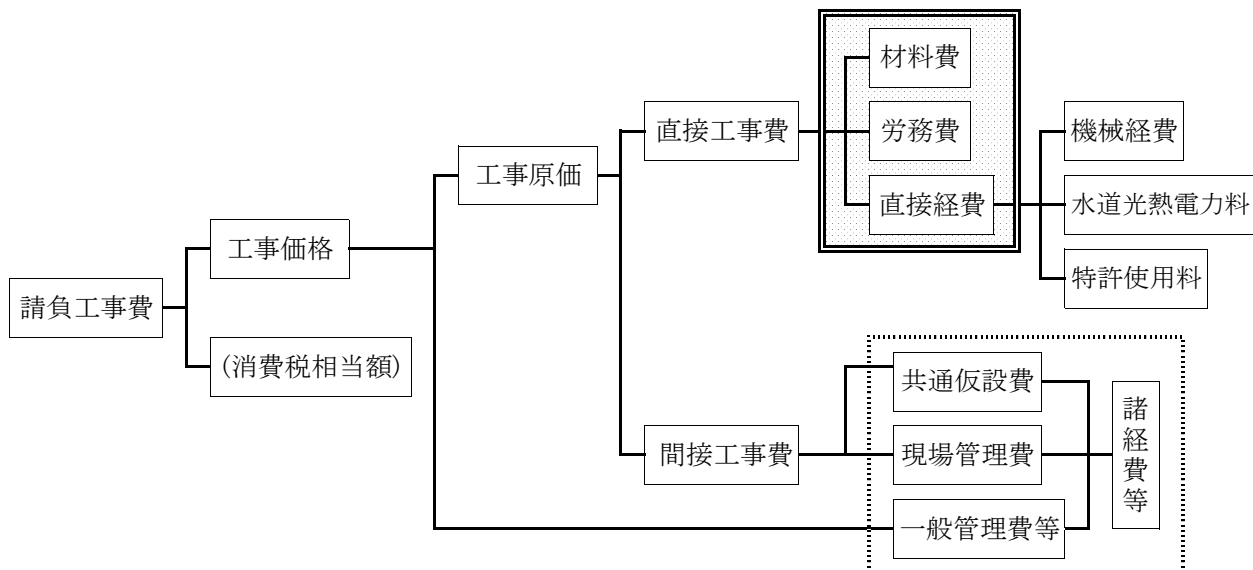 請負工事費
工事価格
(消費税相当額)
工事原価
直接工事費
材料費
労務費
直接経費
機械経費
水道光熱電力料
特許使用料
間接工事費
共通仮設費
現場管理費
一般管理費等
諸経費等